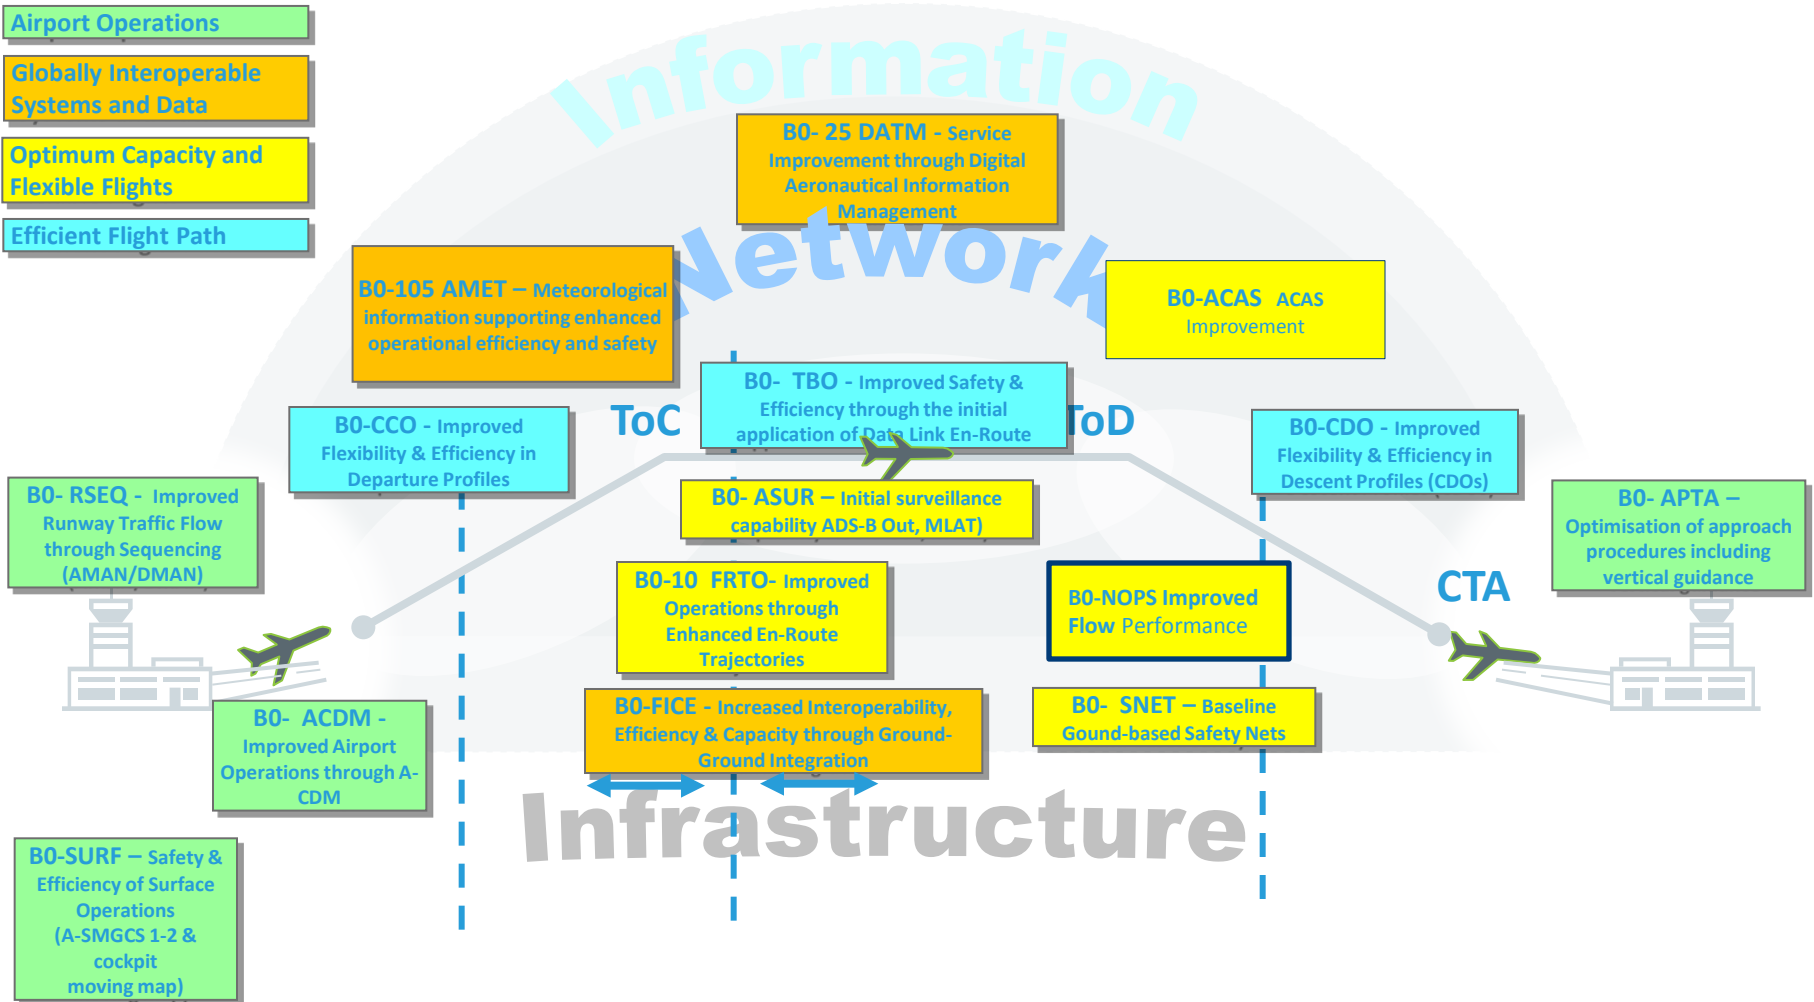 Airport Operations
Globally Interoperable
Systems and Data
Optimum Capacity and
Flexible Flights
Efficient Flight Path
Information
B0- 25 DATM - Service
Improvement through Digital
Aeronautical Information
Management
Network
B0-105 AMET – Meteorological
information supporting enhanced
operational efficiency and safety
B0-ACAS ACAS
Improvement
B0- TBO - Improved Safety &
Efficiency through the initial
application of Data Link En-Route
ToC
ToD
B0-CCO - Improved
Flexibility & Efficiency in
Departure Profiles
B0-CDO - Improved
Flexibility & Efficiency in
Descent Profiles (CDOs)
B0- RSEQ - Improved
Runway Traffic Flow
through Sequencing
(AMAN/DMAN)
B0- ASUR – Initial surveillance
capability ADS-B Out, MLAT)
B0- APTA –
Optimisation of approach
procedures including
vertical guidance
B0-10 FRTO- Improved
Operations through
Enhanced En-Route
Trajectories
B0-NOPS Improved
Flow Performance
CTA
B0-FICE - Increased Interoperability,
Efficiency & Capacity through Ground-
Ground Integration
B0- SNET – Baseline
Gound-based Safety Nets
B0- ACDM -
Improved Airport
Operations through A-
CDM
Infrastructure
B0-SURF – Safety &
Efficiency of Surface
Operations
(A-SMGCS 1-2 &
cockpit
moving map)